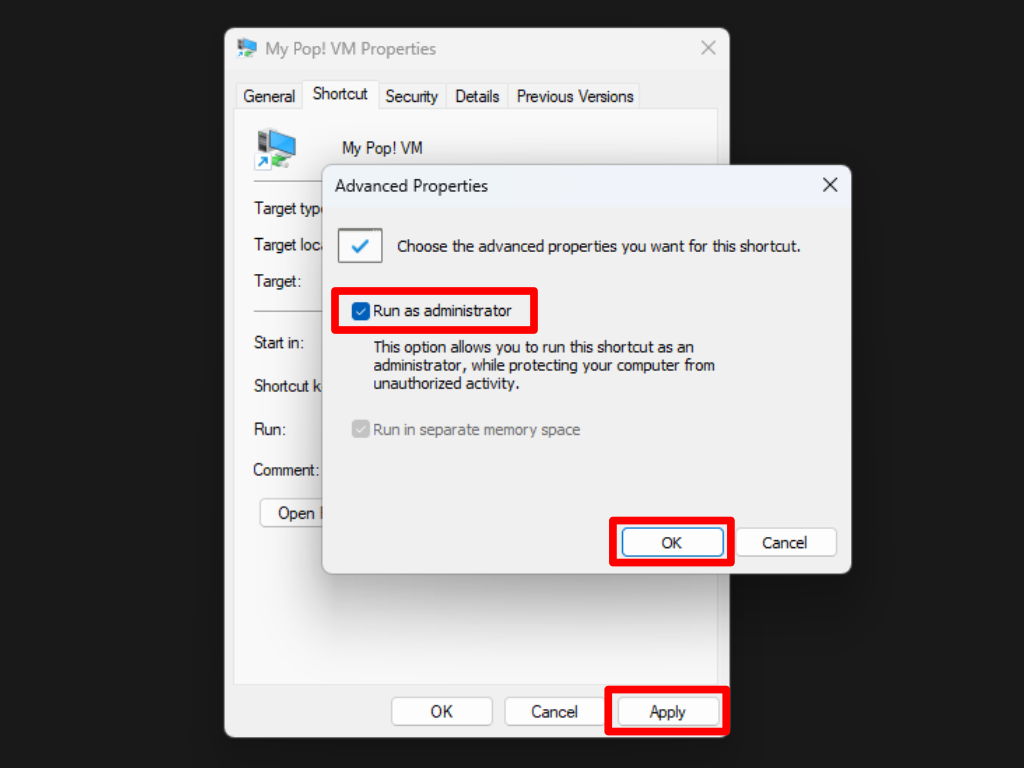 My Pop! VM Properties
General Shortcut Security Details Previous Versions
My Pop! VM
Advanced Properties
Target
Choose the advanced properties you want for this shortcut.
Target
Target:
Run as administrator
Start in:
This option allows you to run this shortcut as an
administrator, while protecting your computer from
unauthorized activity.
Shortcut
Run:
Run in separate memory space
Comment:
Open
OK Cancel
OK Cancel Apply